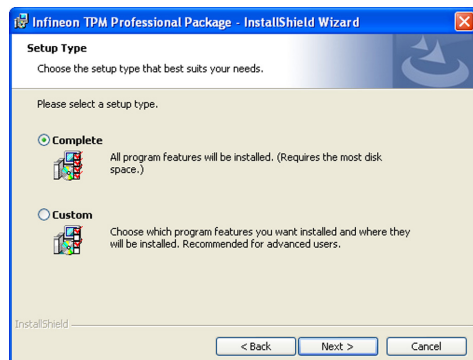 Infineon TPM Professional Package - InstallShield Wizard
Setup Type
Choose the setup type that best suits your needs.
Please select a setup type.
Complete
All program features will be installed. (Requires the most disk
space.)
Custom
Choose which program features you want installed and where they
will be installed. Recommended for advanced users.
InstallShield
< Back Next > Cancel